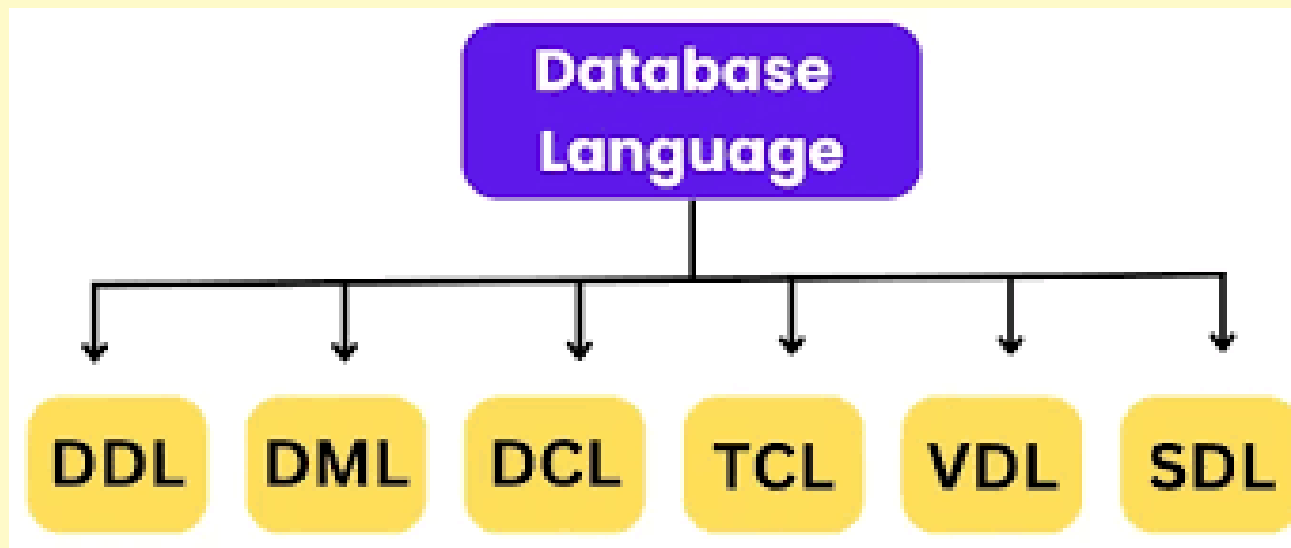 Database
Language
DDL
DML
DCL
TCL
VDL
SDL